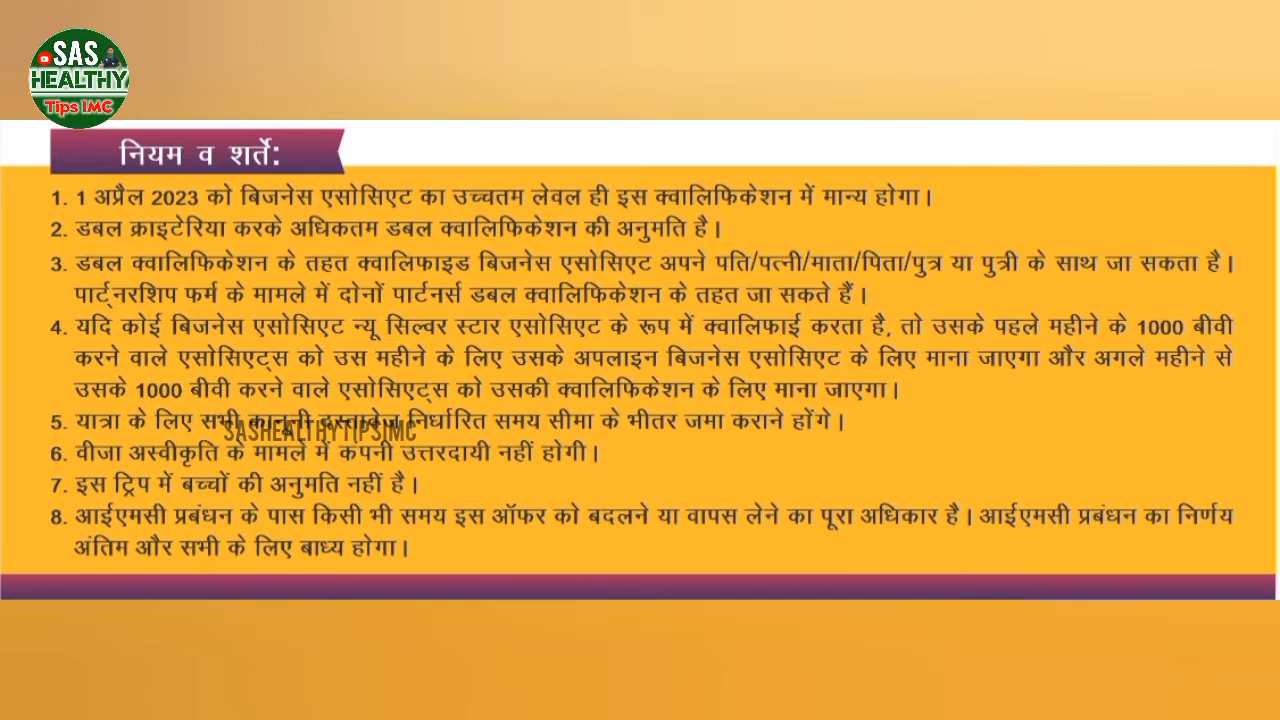 SAS
HEALTHY
Tips IMC
नियम व शर्ते:
1. 1 अप्रैल 2023 को बिजनेस एसोसिएट का उच्चतम लेवल ही इस क्वालिफिकेशन में मान्य होगा।
2. डबल क्राइटेरिया करके अधिकतम डबल क्वालिफिकेशन की अनुमति है।
3. डबल क्वालिफिकेशन के तहत क्वालिफाइड बिजनेस एसोसिएट अपने पति/पत्नी/माता/पिता/पुत्र या पुत्री के साथ जा सकता है।
पार्ट्नरशिप फर्म के मामले में दोनों पार्टनर्स डबल क्वालिफिकेशन के तहत जा सकते हैं।
4. यदि कोई बिजनेस एसोसिएट न्यू सिल्वर स्टार एसोसिएट के रूप में क्वालिफाई करता है, तो उसके पहले महीने के 1000 बीवी
करने वाले एसोसिएट्स को उस महीने के लिए उसके अपलाइन बिजनेस एसोसिएट के लिए माना जाएगा और अगले महीने से
उसके 1000 बीवी करने वाले एसोसिएट्स को उसकी क्वालिफिकेशन के लिए माना जाएगा।
5. यात्रा के लिए सभी कानूनी दस्तावेज निर्धारित समय सीमा के भीतर जमा कराने होंगे।
SASHEALTHYTIPSIMC
6. वीजा अस्वीकृति के मामले में कंपनी उत्तरदायी नहीं होगी।
7. इस ट्रिप में बच्चों की अनुमति नहीं है।
8. आईएमसी प्रबंधन के पास किसी भी समय इस ऑफर को बदलने या वापस लेने का पूरा अधिकार है। आईएमसी प्रबंधन का निर्णय
अंतिम और सभी के लिए बाध्य होगा।